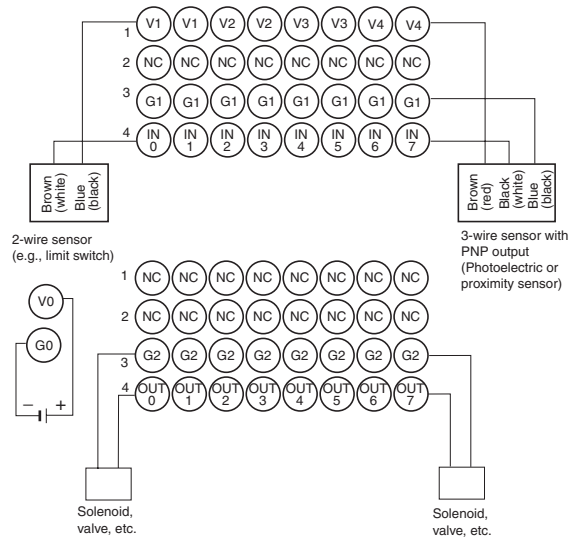 1 V1 V1 V2 V2 V3 V3 V4 V4
2 NC NC NC NC NC NC NC NC
3 G1 G1 G1 G1 G1 G1 G1 G1
4 IN 0 IN 1 IN 2 IN 3 IN 4 IN 5 IN 6 IN 7
Brown (white)
Blue (black)
Brown (red)
Black (white)
Blue (black)
2-wire sensor
(e.g., limit switch)
3-wire sensor with
PNP output
(Photoelectric or
proximity sensor)
1 NC NC NC NC NC NC NC NC
2 NC NC NC NC NC NC NC NC
3 G2 G2 G2 G2 G2 G2 G2 G2
4 OUT 0 OUT 1 OUT 2 OUT 3 OUT 4 OUT 5 OUT 6 OUT 7
V0
G0
– +
Solenoid,
valve, etc.
Solenoid,
valve, etc.